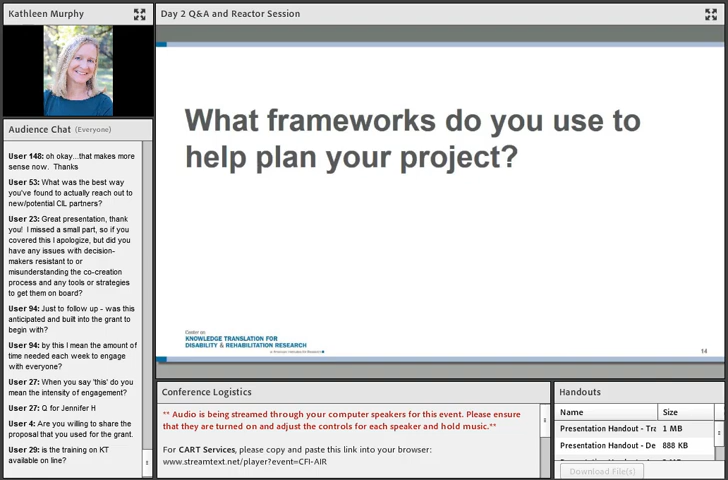 Kathleen Murphy
Day 2 Q&A and Reactor Session
Audience Chat (Everyone)
User 148: oh okay...that makes more
sense now. Thanks
User 53: What was the best way
you've found to actually reach out to
new/potential CIL partners?
User 23: Great presentation, thank
you! I missed a small part, so if you
covered this I apologize, but did you
have any issues with decision-
makers resistant to or
misunderstanding the co-creation
process and any tools or strategies
to get them on board?
User 94: Just to follow up - was this
anticipated and built into the grant to
begin with?
User 94: by this I mean the amount of
time needed each week to engage
with everyone?
User 27: When you say 'this' do you
mean the intensity of engagement?
User 27: Q for Jennifer H
User 4: Are you willing to share the
proposal that you used for the grant.
User 29: is the training on KT
available on line?
What frameworks do you use to
help plan your project?
Center on
KNOWLEDGE TRANSLATION FOR
DISABILITY & REHABILITATION RESEARCH
14
Conference Logistics
** Audio is being streamed through your computer speakers for this event. Please ensure
that they are turned on and adjust the controls for each speaker and hold music.**
For CART Services, please copy and paste this link into your browser:
www.streamtext.net/player?event=CFI-AIR
Handouts
Name Size
Presentation Handout - Tra 1 MB
Presentation Handout - De 888 KB
Download File(s)